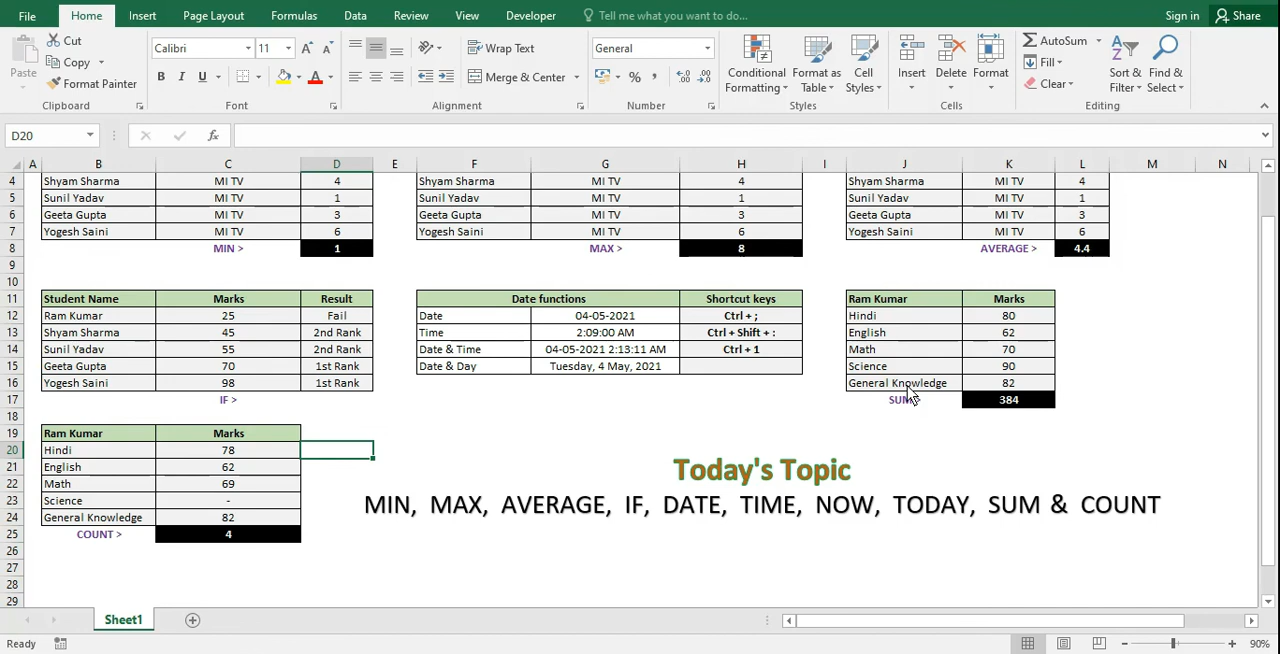 File Home Insert Page Layout Formulas Data Review View Developer Tell me what you want to do... Sign in Share
Paste Cut Calibri 11 Wrap Text General Conditional Formatting Format as Table Cell Styles Insert Delete Format AutoSum Sort & Filter Find & Select
Copy B I U A Merge & Center % Fill
Format Painter Clear
Clipboard Font Alignment Number Styles Cells Editing
D20 fx
A B C D E F G H I J K L M N
4 Shyam Sharma MI TV 4 Shyam Sharma MI TV 4 Shyam Sharma MI TV 4
5 Sunil Yadav MI TV 1 Sunil Yadav MI TV 1 Sunil Yadav MI TV 1
6 Geeta Gupta MI TV 3 Geeta Gupta MI TV 3 Geeta Gupta MI TV 3
7 Yogesh Saini MI TV 6 Yogesh Saini MI TV 6 Yogesh Saini MI TV 6
8 MIN > 1 MAX > 8 AVERAGE > 4.4
9
10
11 Student Name Marks Result Date functions Shortcut keys Ram Kumar Marks
12 Ram Kumar 25 Fail Date 04-05-2021 Ctrl + ; Hindi 80
13 Shyam Sharma 45 2nd Rank Time 2:09:00 AM Ctrl + Shift + : English 62
14 Sunil Yadav 55 2nd Rank Date & Time 04-05-2021 2:13:11 AM Ctrl + 1 Math 70
15 Geeta Gupta 70 1st Rank Date & Day Tuesday, 4 May, 2021 Science 90
16 Yogesh Saini 98 1st Rank General Knowledge 82
17 IF > SUM > 384
18
19 Ram Kumar Marks
20 Hindi 78
21 English 62
22 Math 69
23 Science -
24 General Knowledge 82
25 COUNT > 4
Today's Topic
MIN, MAX, AVERAGE, IF, DATE, TIME, NOW, TODAY, SUM & COUNT
26
27
28
29
Sheet1
Ready 90%